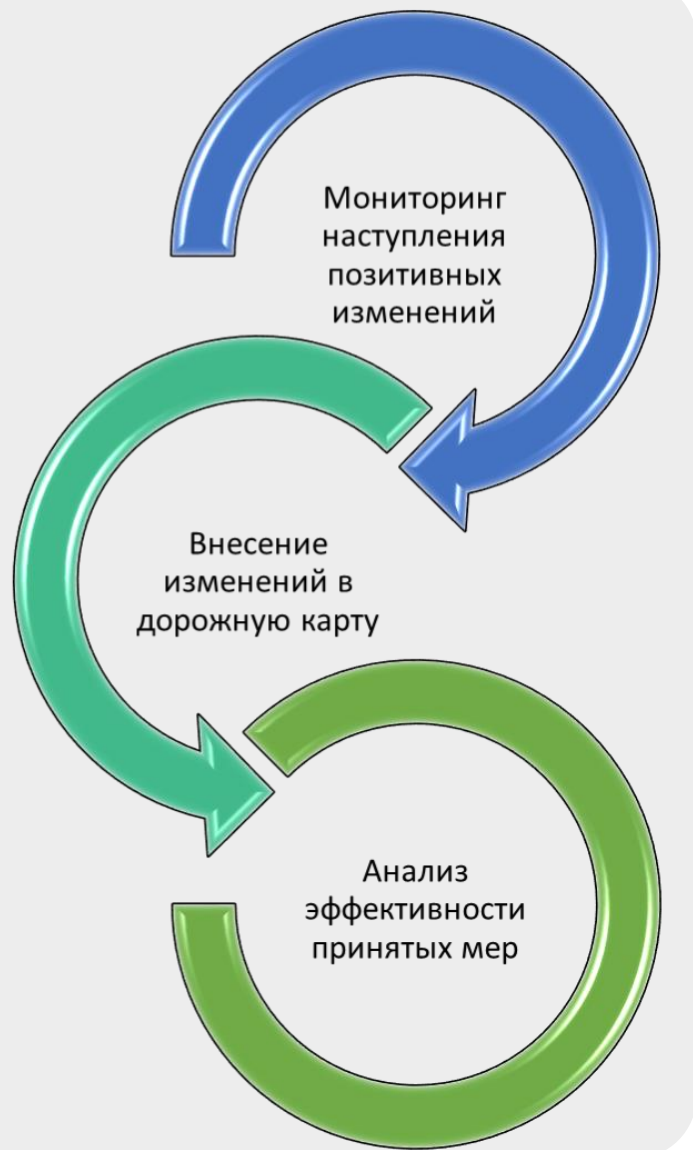 Мониторинг
наступления
позитивных
изменений
Внесение
изменений в
дорожную карту
Анализ
эффективности
принятых мер